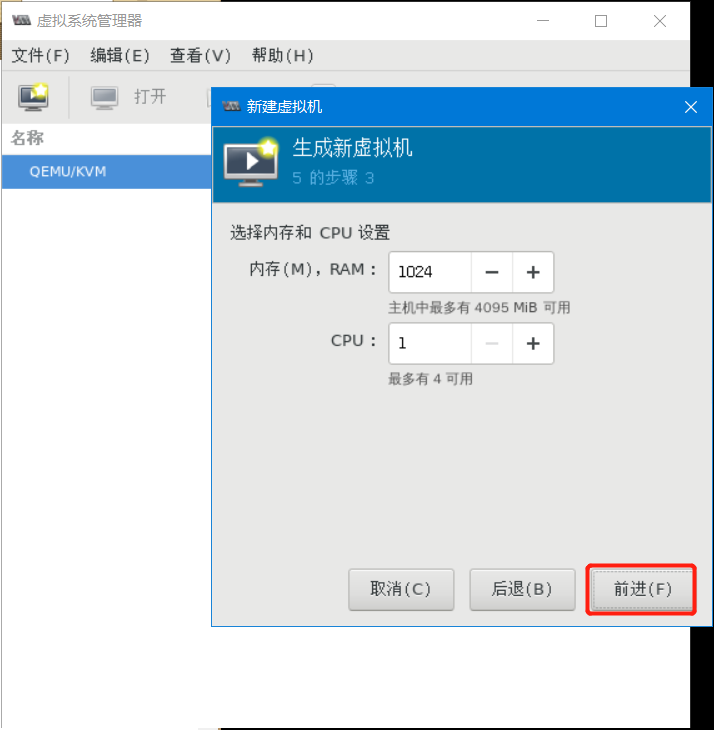 虚拟系统管理器
文件(F) 编辑(E) 查看(V) 帮助(H)
打开
名称
QEMU/KVM
新建虚拟机
生成新虚拟机
5 的步骤 3
选择内存和 CPU 设置
内存(M)，RAM： 1024
主机中最多有 4095 MiB 可用
CPU： 1
最多有 4 可用
取消(C) 后退(B) 前进(F)